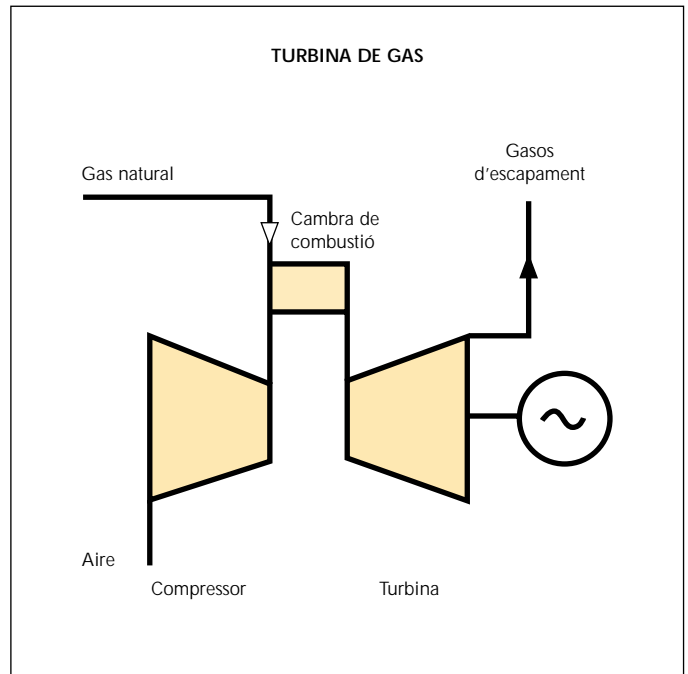 TURBINA DE GAS
Gasos
d'escapament
Gas natural
Cambra de
combustió
Aire
Compressor
Turbina